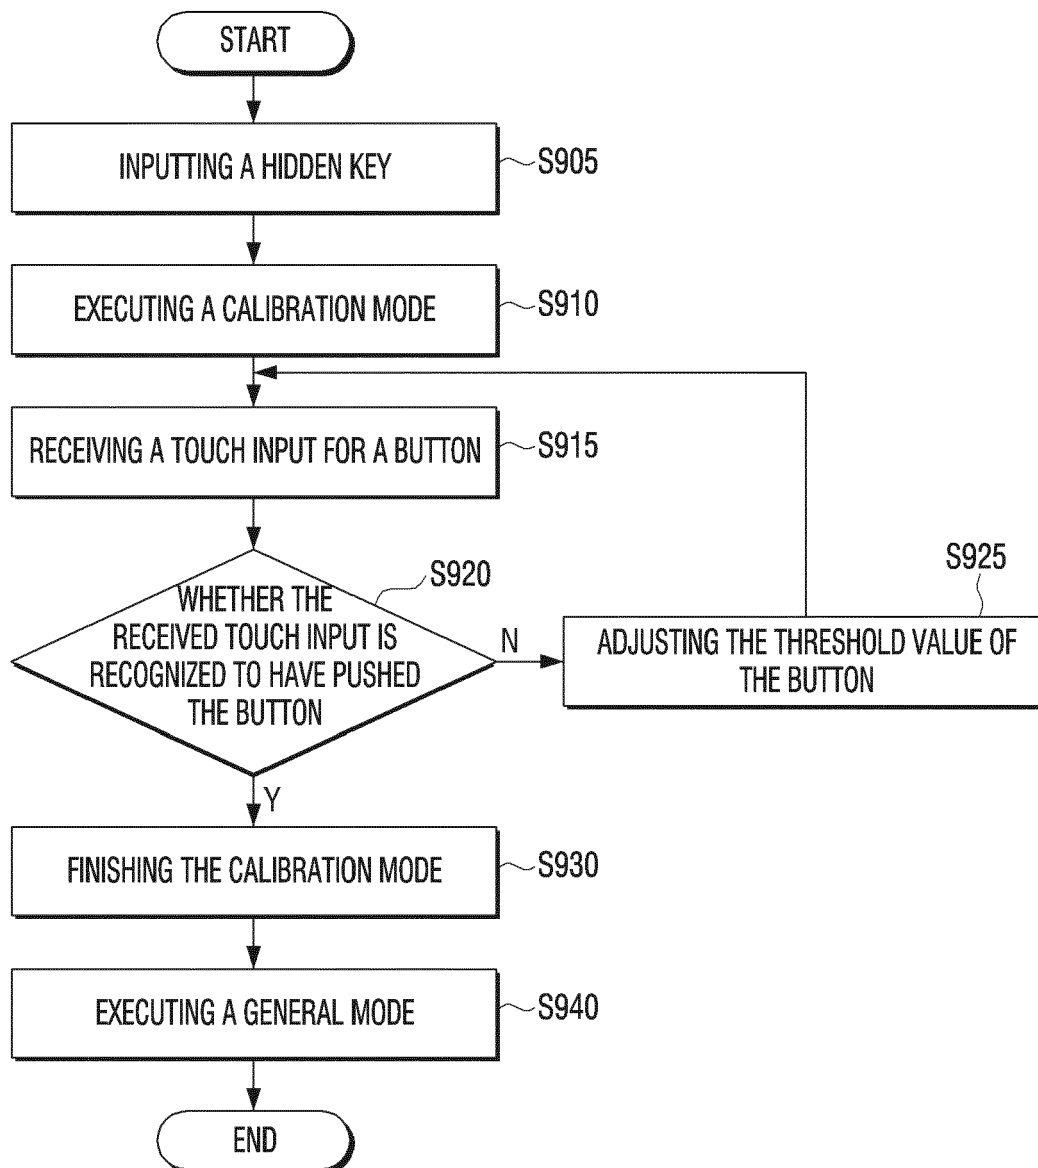 START
INPUTTING A HIDDEN KEY
S905
EXECUTING A CALIBRATION MODE
S910
RECEIVING A TOUCH INPUT FOR A BUTTON
S915
S920
WHETHER THE
RECEIVED TOUCH INPUT IS
RECOGNIZED TO HAVE PUSHED
THE BUTTON
N
S925
ADJUSTING THE THRESHOLD VALUE OF
THE BUTTON
Y
FINISHING THE CALIBRATION MODE
S930
EXECUTING A GENERAL MODE
S940
END